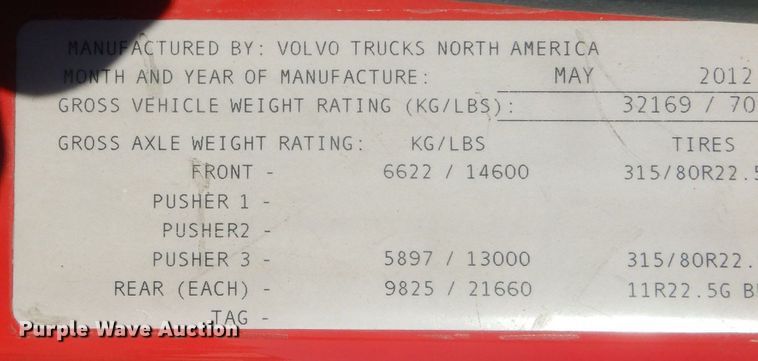 MANUFACTURED BY: VOLVO TRUCKS NORTH AMERICA
MONTH AND YEAR OF MANUFACTURE: MAY 2012
GROSS VEHICLE WEIGHT RATING (KG/LBS): 32169 / 70
GROSS AXLE WEIGHT RATING: KG/LBS TIRES
FRONT - 6622 / 14600 315/80R22.5
PUSHER 1 -
PUSHER2 -
PUSHER 3 - 5897 / 13000 315/80R22.
REAR (EACH) - 9825 / 21660 11R22.5G B
TAG -
Purple Wave Auction